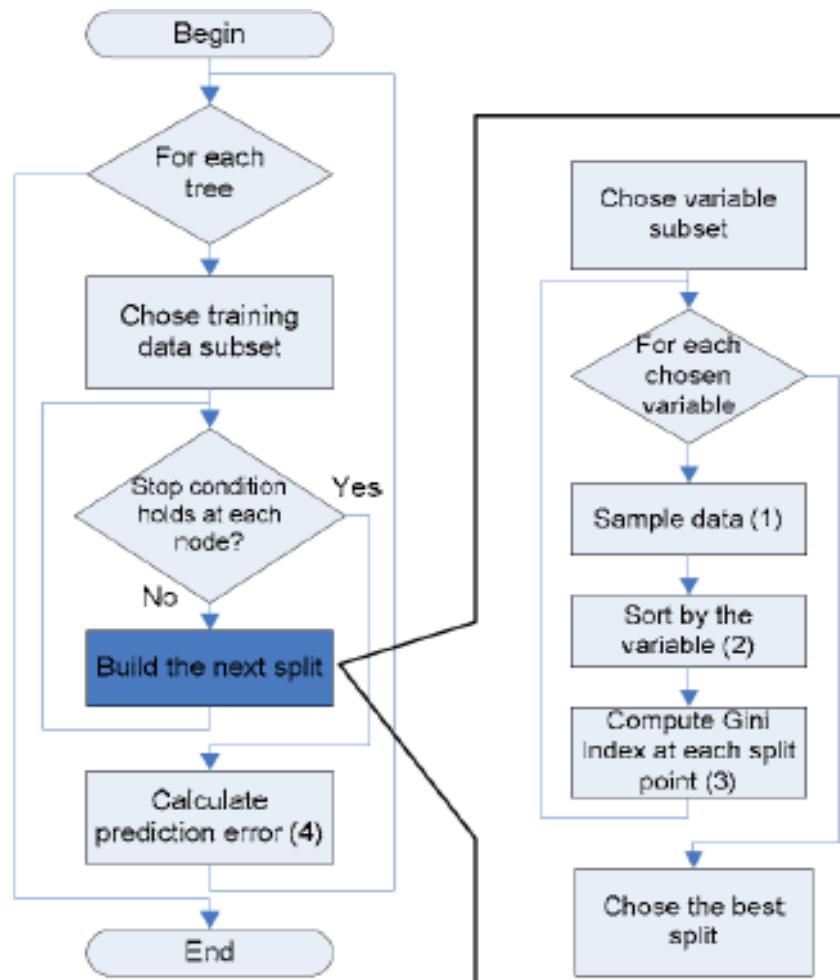 Begin
For each
tree
Chose training
data subset
Stop condition
holds at each
node?
Yes
No
Build the next split
Calculate
prediction error (4)
End
Chose variable
subset
For each
chosen
variable
Sample data (1)
Sort by the
variable (2)
Compute Gini
Index at each split
point (3)
Chose the best
split